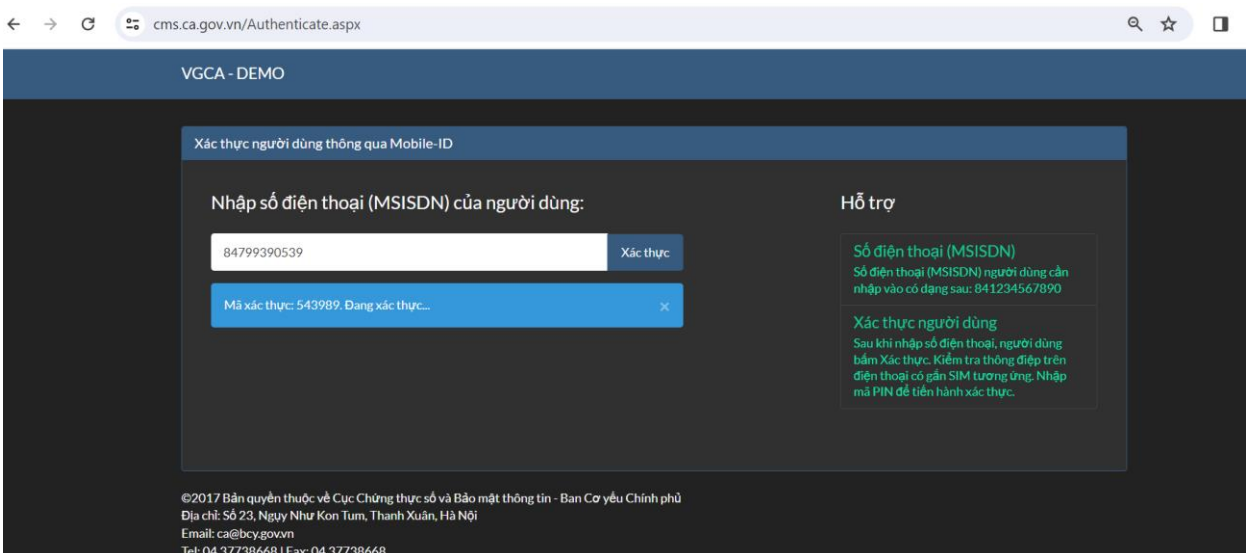 cms.ca.gov.vn/Authenticate.aspx
VGCA - DEMO
Xác thực người dùng thông qua Mobile-ID
Nhập số điện thoại (MSISDN) của người dùng:
84799390539
Xác thực
Mã xác thực: 543989. Đang xác thực...
×
Hỗ trợ
Số điện thoại (MSISDN)
Số điện thoại (MSISDN) người dùng cần
nhập vào có dạng sau: 841234567890
Xác thực người dùng
Sau khi nhập số điện thoại, người dùng
bấm Xác thực. Kiểm tra thông điệp trên
điện thoại có gắn SIM tương ứng. Nhập
mã PIN để tiến hành xác thực.
©2017 Bản quyền thuộc về Cục Chứng thực số và Bảo mật thông tin - Ban Cơ yếu Chính phủ
Địa chỉ: Số 23, Ngụy Như Kon Tum, Thanh Xuân, Hà Nội
Email: ca@bcy.gov.vn
Tel: 04.37738668 | Fax: 04.37738668